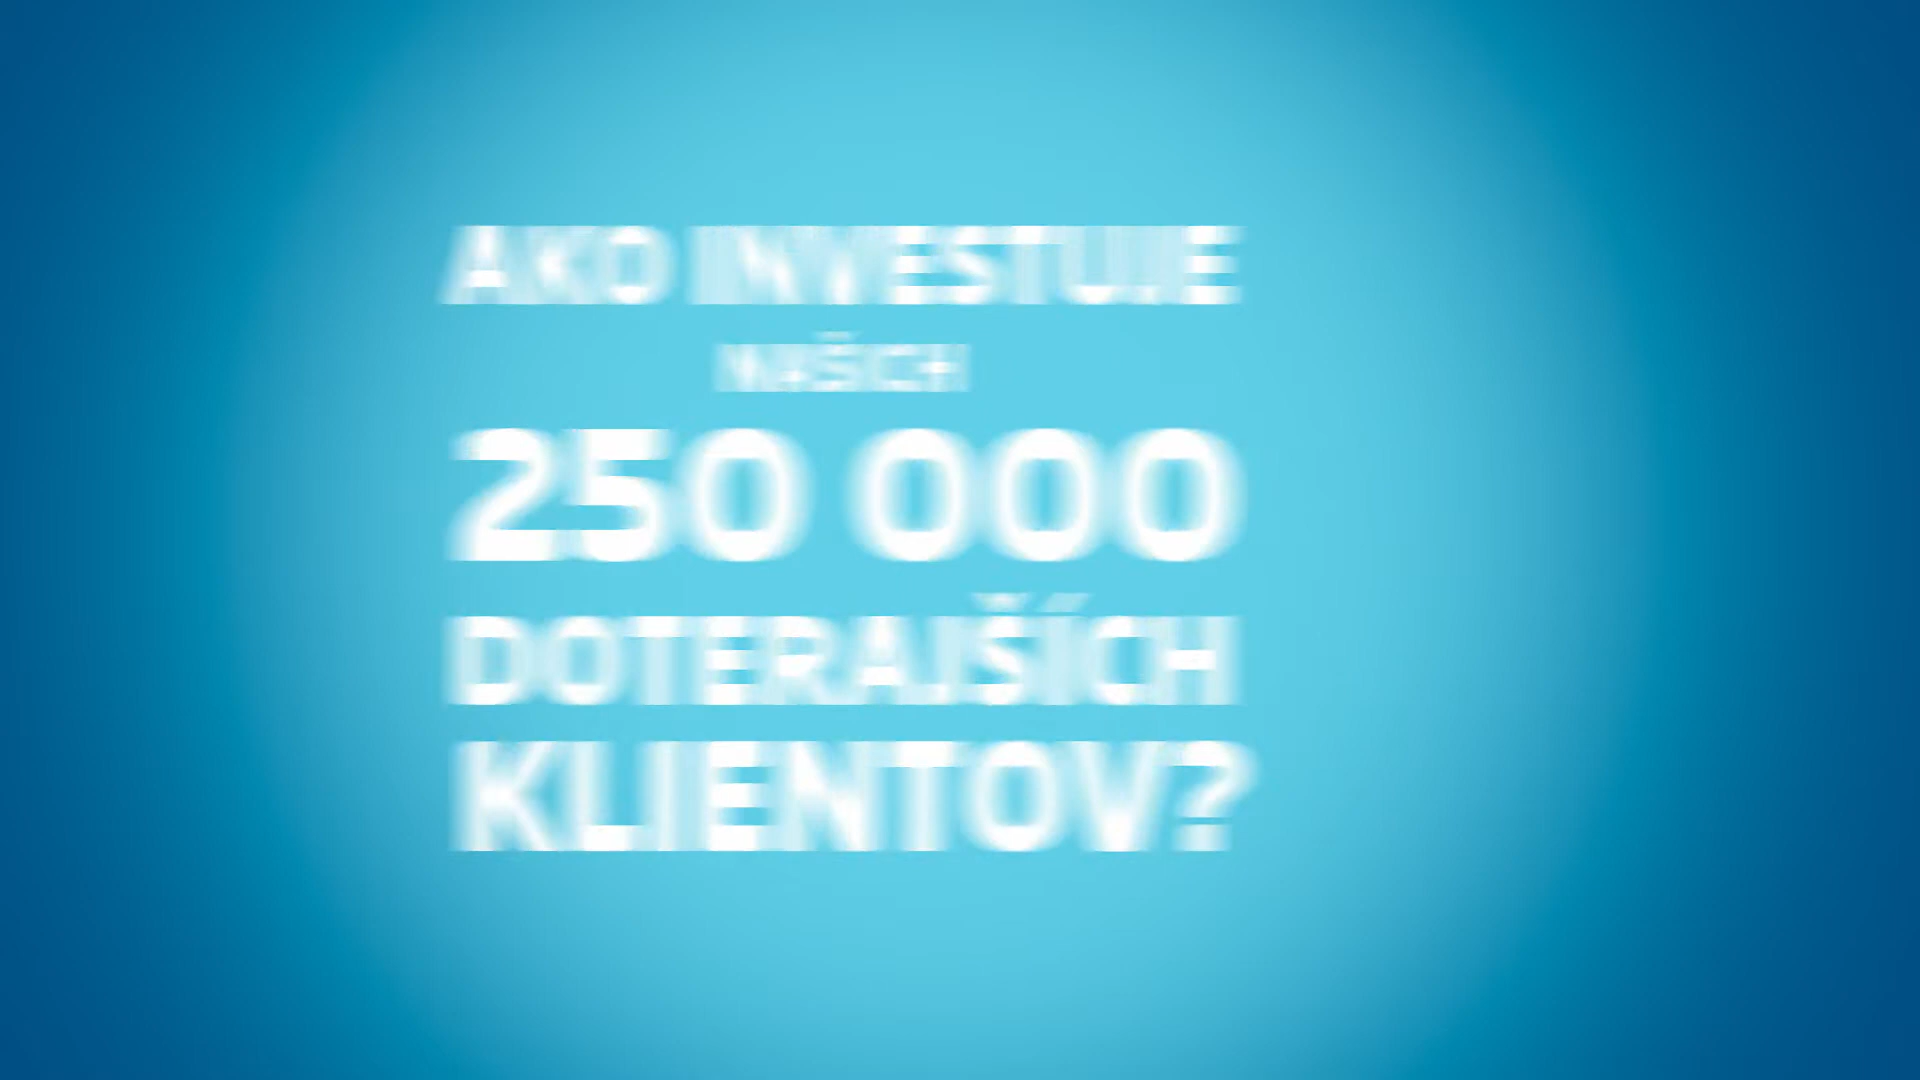 AKO INVESTUJE
NAŠICH
250 000
DOTERAJŠÍCH
KLIENTOV?